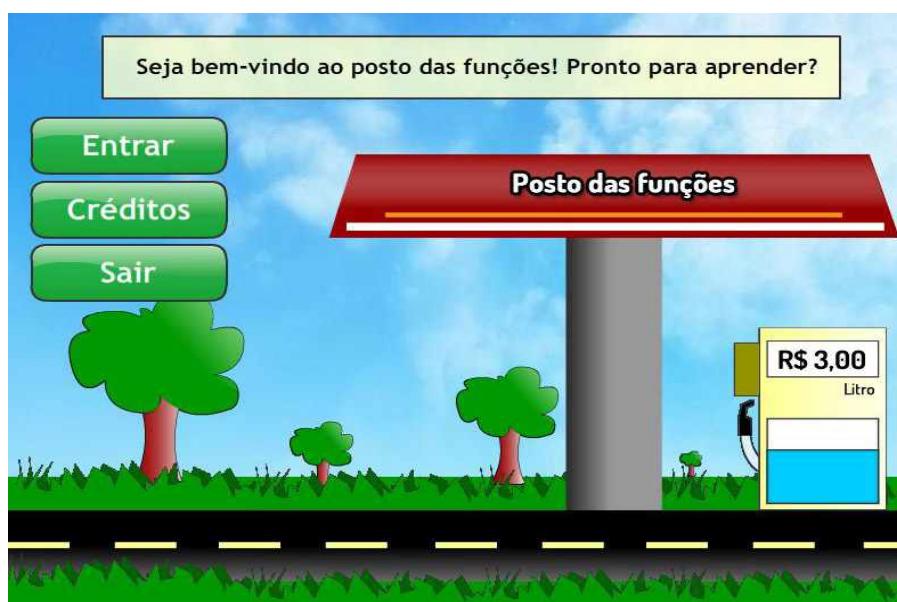 Seja bem-vindo ao posto das funções! Pronto para aprender?
Entrar
Créditos
Sair
Posto das funções
R$ 3,00
Litro